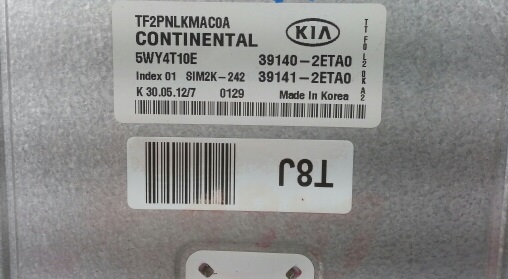 TF2PNLKMAC0A
CONTINENTAL
KIA
5WY4T10E 39140-2ETA0
Index 01 SIM2K-242 39141-2ETA0
K 30.05.12/7 0129 Made in Korea
T8J